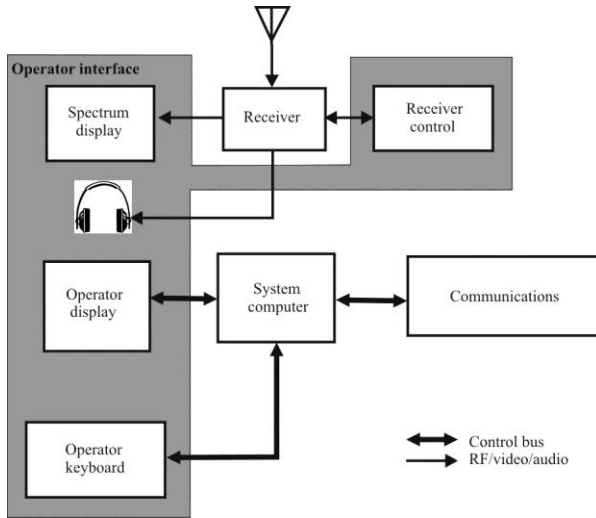 Operator interface
Spectrum
display
Receiver
Receiver
control
Operator
display
System
computer
Communications
Operator
keyboard
Control bus
RF/video/audio